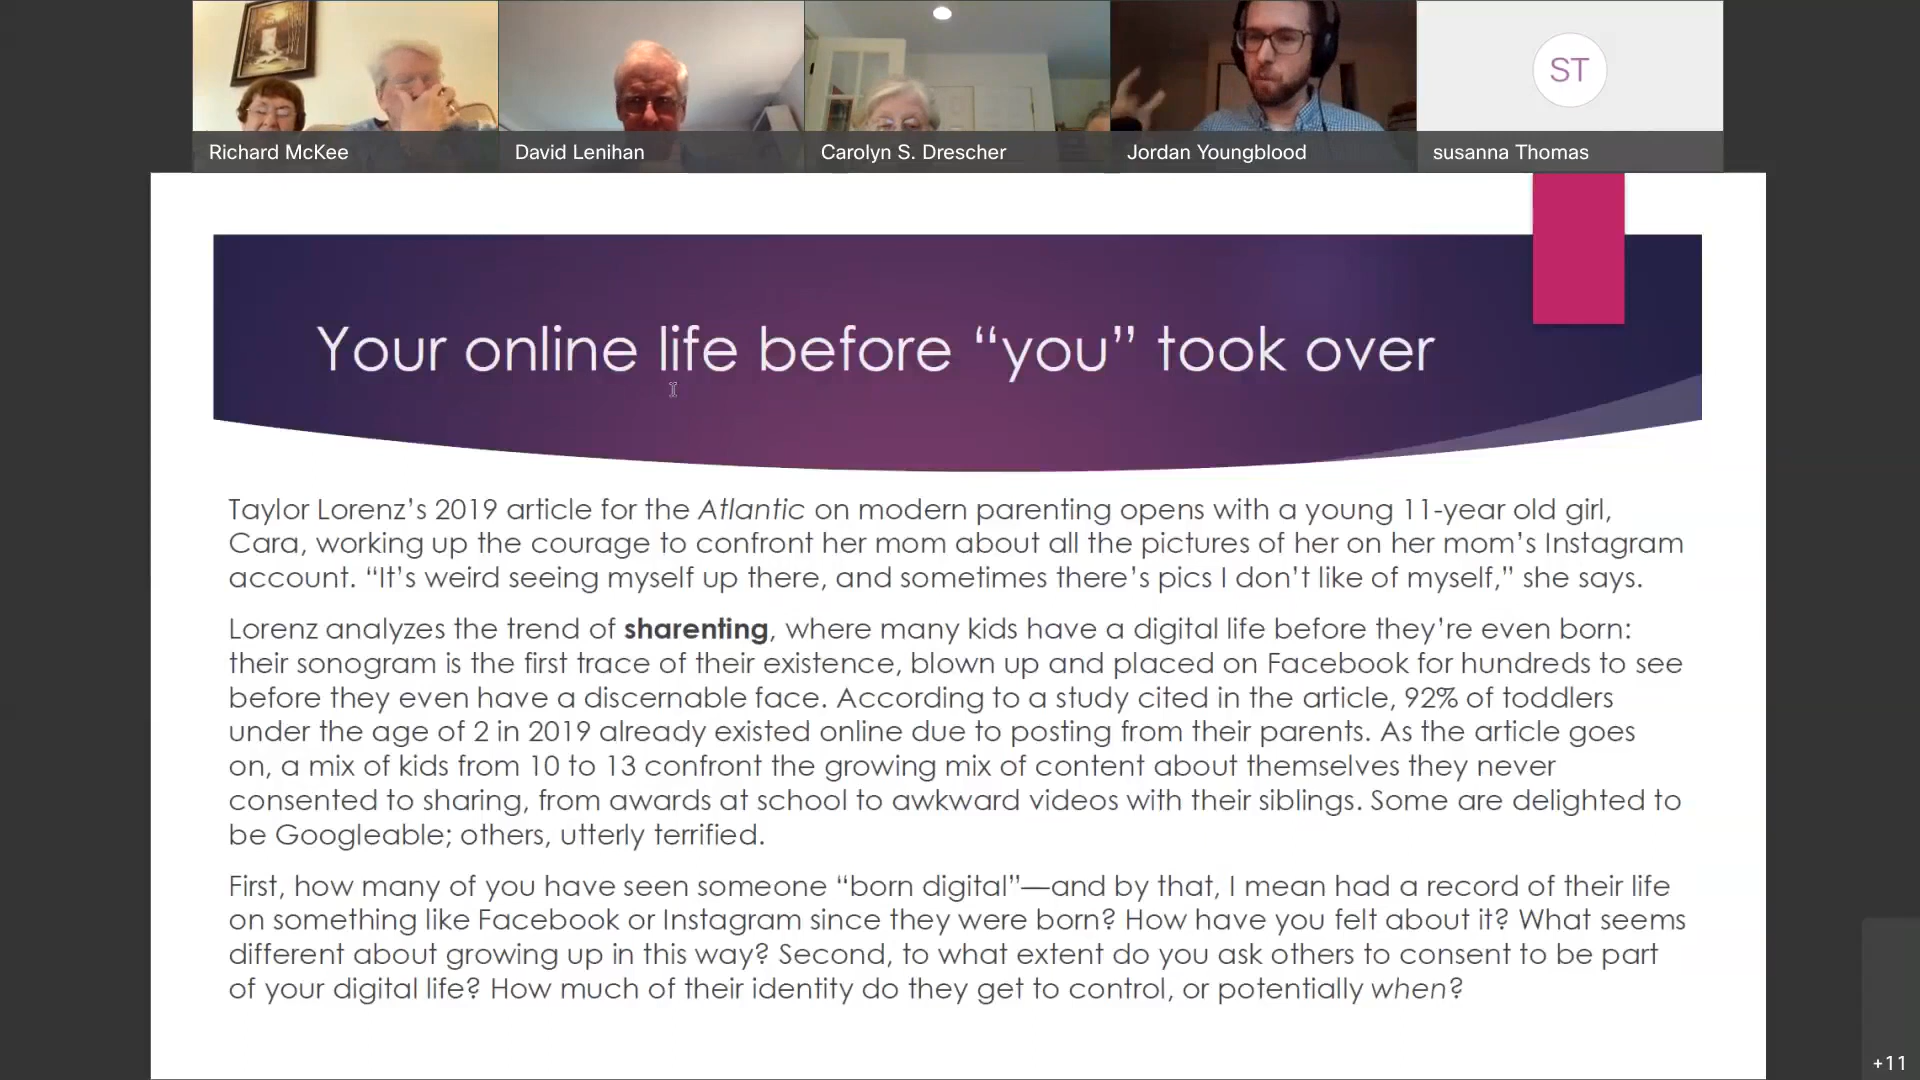 Richard McKee
David Lenihan
Carolyn S. Drescher
Jordan Youngblood
ST
susanna Thomas
Your online life before “you” took over
Taylor Lorenz’s 2019 article for the Atlantic on modern parenting opens with a young 11-year old girl,
Cara, working up the courage to confront her mom about all the pictures of her on her mom’s Instagram
account. “It’s weird seeing myself up there, and sometimes there’s pics I don’t like of myself,” she says.
Lorenz analyzes the trend of sharenting, where many kids have a digital life before they’re even born:
their sonogram is the first trace of their existence, blown up and placed on Facebook for hundreds to see
before they even have a discernable face. According to a study cited in the article, 92% of toddlers
under the age of 2 in 2019 already existed online due to posting from their parents. As the article goes
on, a mix of kids from 10 to 13 confront the growing mix of content about themselves they never
consented to sharing, from awards at school to awkward videos with their siblings. Some are delighted to
be Googleable; others, utterly terrified.
First, how many of you have seen someone “born digital”—and by that, I mean had a record of their life
on something like Facebook or Instagram since they were born? How have you felt about it? What seems
different about growing up in this way? Second, to what extent do you ask others to consent to be part
of your digital life? How much of their identity do they get to control, or potentially when?
+11